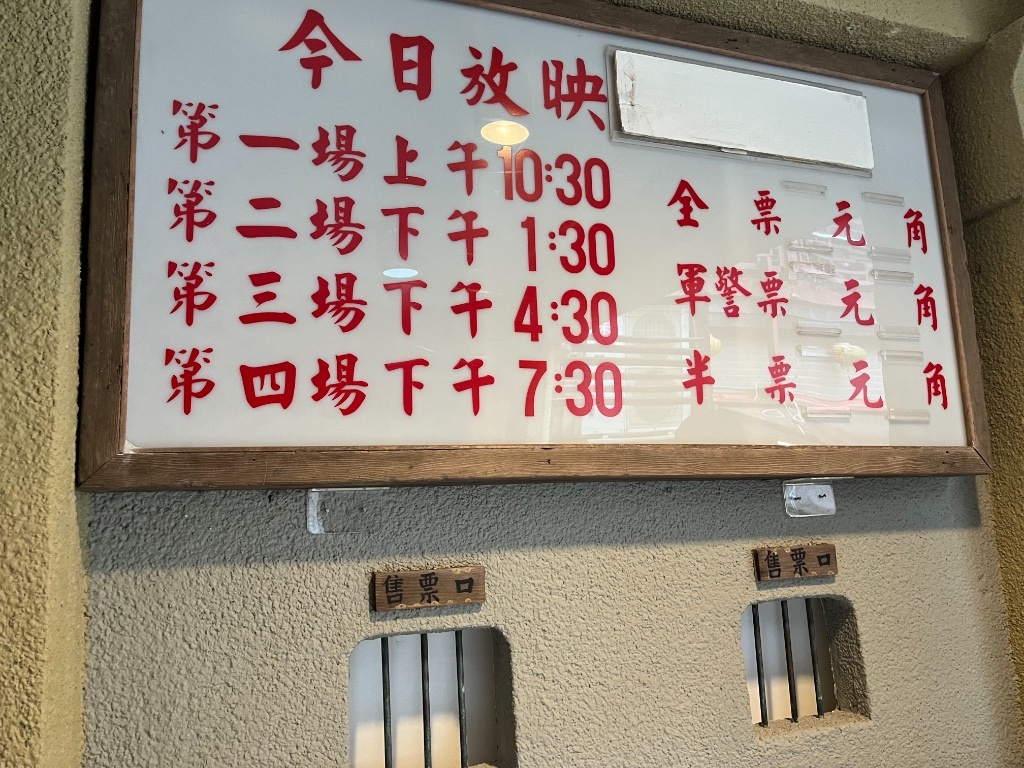 今日放映
第一場上午10:30
第二場下午1:30
第三場下午4:30
第四場下午7:30
全票 元 角
軍警票 元 角
半票 元 角
售票口
售票口